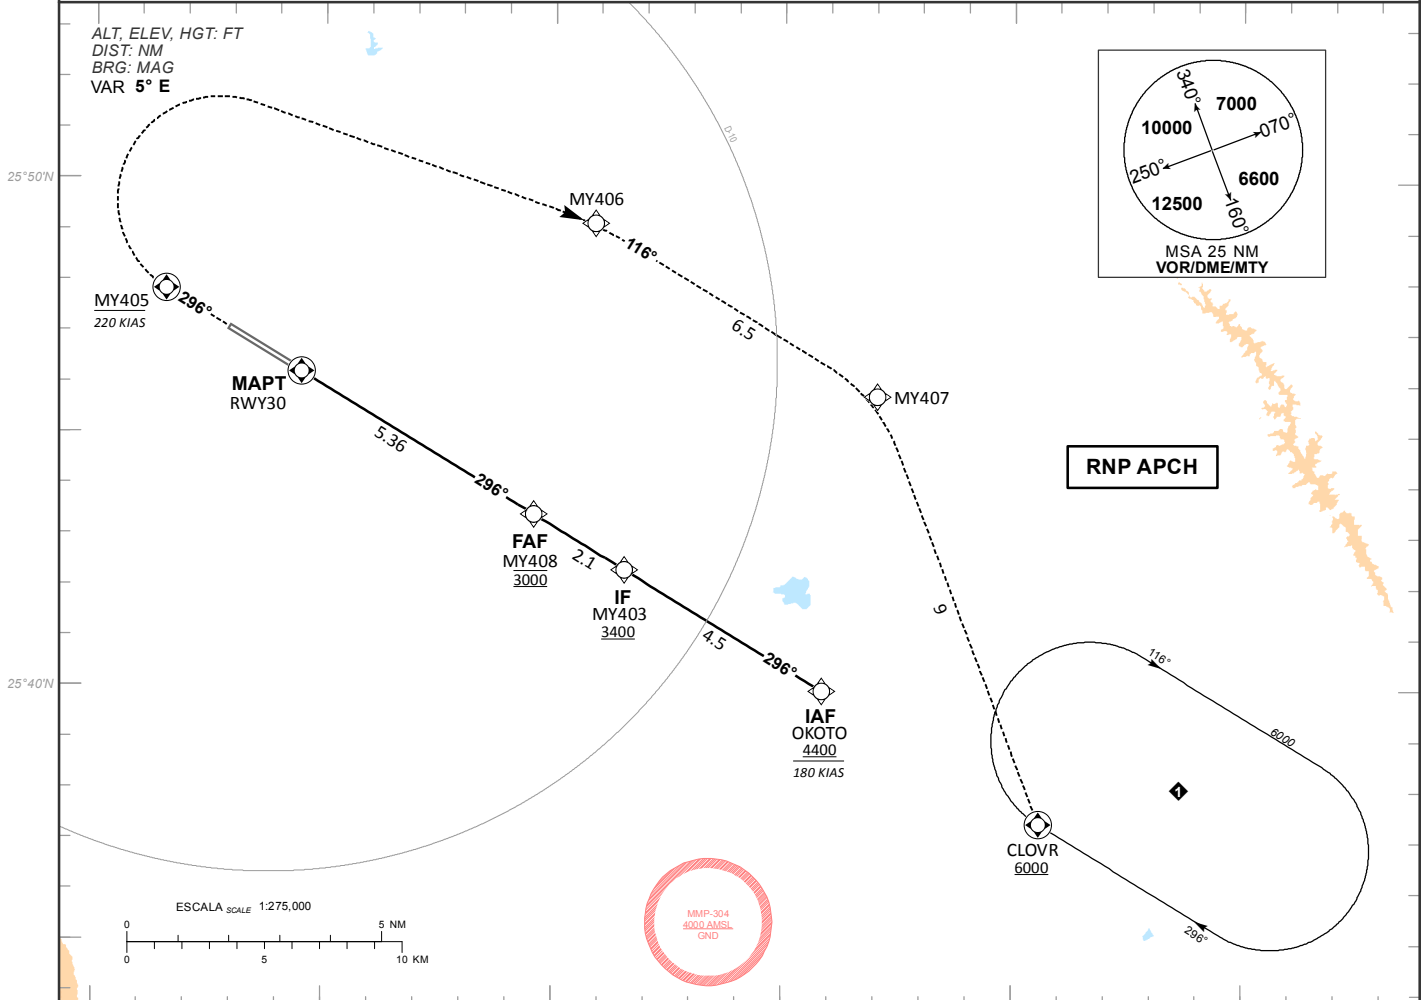 ALT, ELEV, HGT: FT
DIST: NM
BRG: MAG
VAR 5° E
D-10
340°
7000
10000
070°
250°
6600
12500
160°
MSA 25 NM
VOR/DME/MTY
25°50'N
MY406
116°
6.5
MY405
220 KIAS
296°
MAPT
RWY30
5.36
296°
MY407
RNP APCH
FAF
MY408
3000
2.1
IF
MY403
3400
4.5
296°
9
25°40'N
IAF
OKOTO
4400
180 KIAS
116°
6000
1
CLOVR
6000
296°
ESCALA SCALE 1:275,000
0 5 NM
0 5 10 KM
MMP-304
4000 AMSL
GND